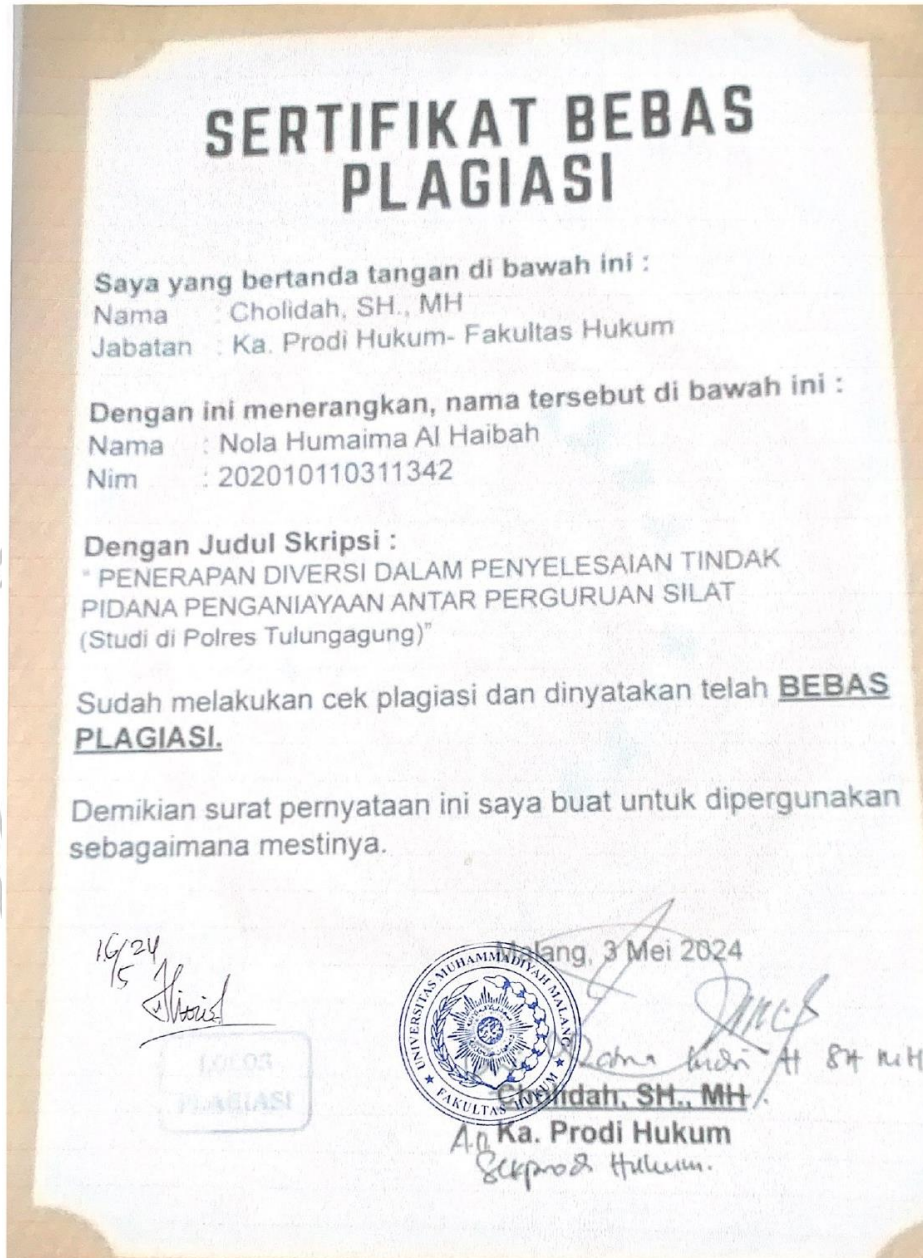 SERTIFIKAT BEBAS
PLAGIASI
Saya yang bertanda tangan di bawah ini :
Nama : Cholidah, SH., MH
Jabatan : Ka. Prodi Hukum- Fakultas Hukum
Dengan ini menerangkan, nama tersebut di bawah ini :
Nama : Nola Humaima Al Haibah
Nim : 202010110311342
Dengan Judul Skripsi :
" PENERAPAN DIVERSI DALAM PENYELESAIAN TINDAK
PIDANA PENGANIAYAAN ANTAR PERGURUAN SILAT
(Studi di Polres Tulungagung)"
Sudah melakukan cek plagiasi dan dinyatakan telah BEBAS
PLAGIASI.
Demikian surat pernyataan ini saya buat untuk dipergunakan
sebagaimana mestinya.
16/24
/5
Malang, 3 Mei 2024
UNIVERSITAS MUHAMMADIYAH MALANG
FAKULTAS HUKUM
LOLOS
PLAGIASI
Ratna SH MH
Cholidah, SH., MH
An Ka. Prodi Hukum
Sekprodi Hukum.